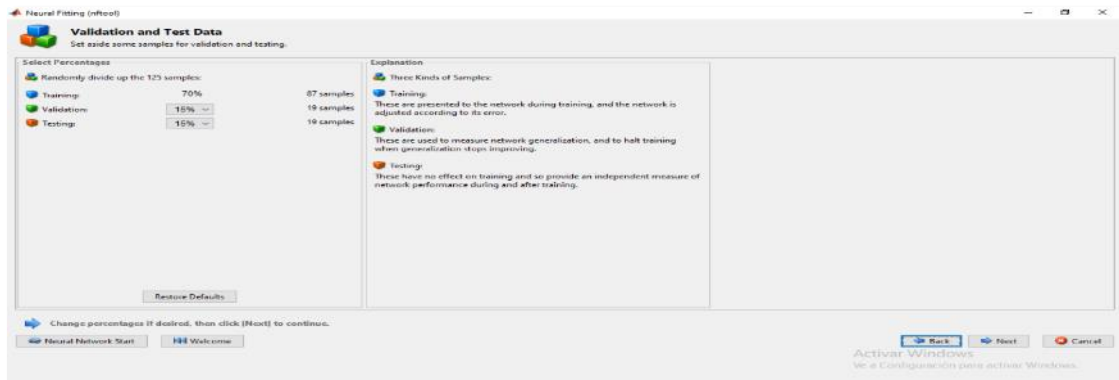 Neural Fitting (nftool)
Validation and Test Data
Set aside some samples for validation and testing.
Select Percentages
Randomly divide up the 125 samples:
Training: 70% 87 samples
Validation: 15% 19 samples
Testing: 15% 19 samples
Restore Defaults
Explanation
Three Kinds of Samples:
Training:
These are presented to the network during training, and the network is
adjusted according to its error.
Validation:
These are used to measure network generalization, and to halt training
when generalization stops improving.
Testing:
These have no effect on training and so provide an independent measure of
network performance during and after training.
Change percentages if desired, then click [Next] to continue.
Neural Network Start
Welcome
Back
Next
Cancel
Activar Windows
Ve a Configuración para activar Windows.